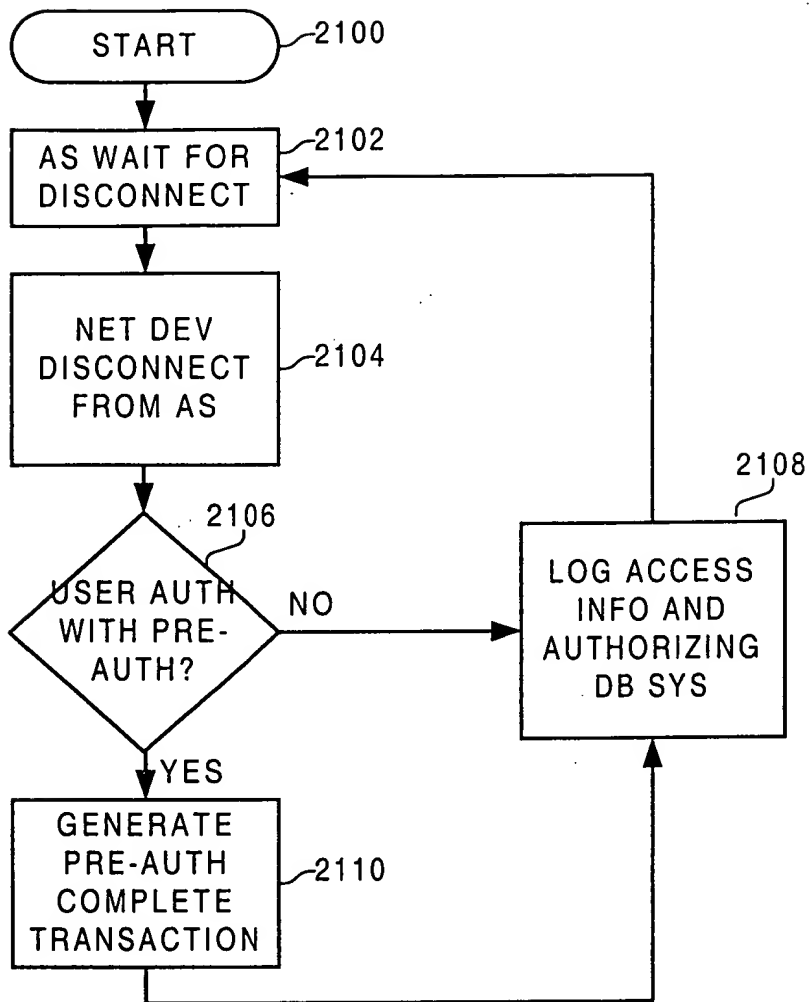 START
2100
AS WAIT FOR
DISCONNECT
2102
NET DEV
DISCONNECT
FROM AS
2104
2106
USER AUTH
WITH PRE-
AUTH?
NO
2108
LOG ACCESS
INFO AND
AUTHORIZING
DB SYS
YES
GENERATE
PRE-AUTH
COMPLETE
TRANSACTION
2110